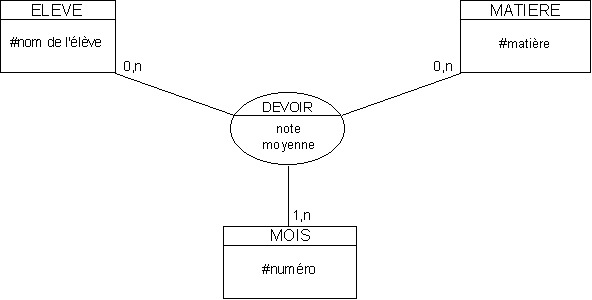 ELEVE
#nom de l'élève
MATIERE
#matière
0,n
0,n
DEVOIR
note
moyenne
1,n
MOIS
#numéro